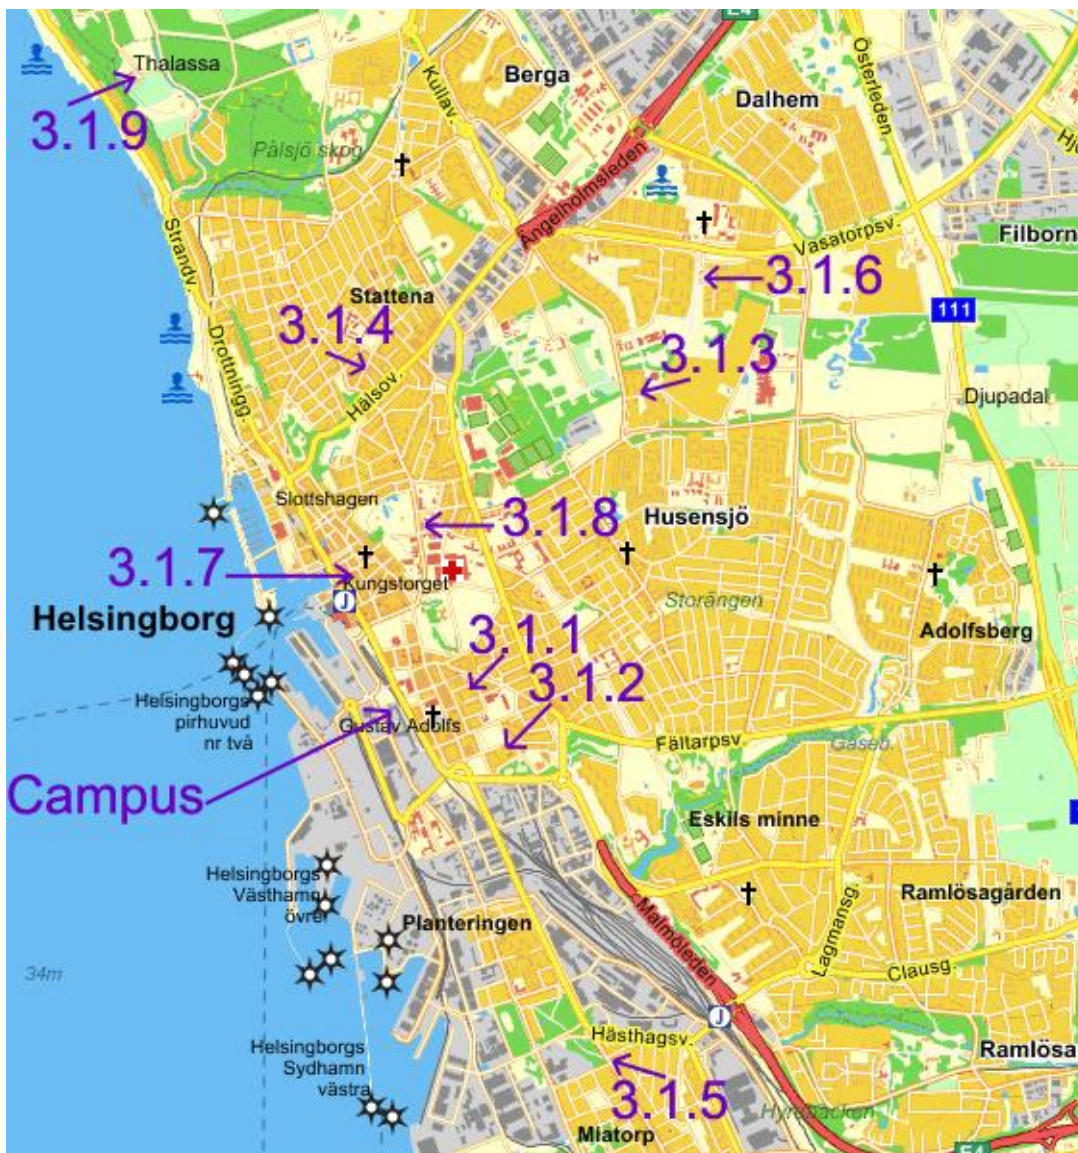 E4
Thalassa
3.1.9
Pålsjö skog
Kullav.
Berga
Dalhem
Österleden
Ängelholmsleden
Filborn
Vasatorpsv.
Strandv.
Stattena
3.1.6
3.1.4
111
3.1.3
Drottningg.
Hälsov.
Djupadal
Slottshagen
3.1.8
Husensjö
3.1.7
Kungstorget
J
Storängen
Helsingborg
Adolfsberg
3.1.1
3.1.2
Helsingborgs
pirhuvud
nr två
Gustav Adolfs
Fältarpsv.
Campus
Eskils minne
Helsingborgs
Västhamn
Ramlösagården
Planteringen
Malmöleden
Lagmansg.
Clausg.
34m
J
Hästhagsv.
Helsingborgs
Sydhamn
västra
Ramlösa
3.1.5
Miatorp
E4